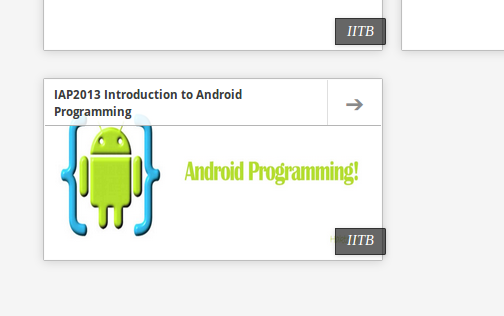 IITB
IAP2013 Introduction to Android
Programming
Android Programming!
IITB